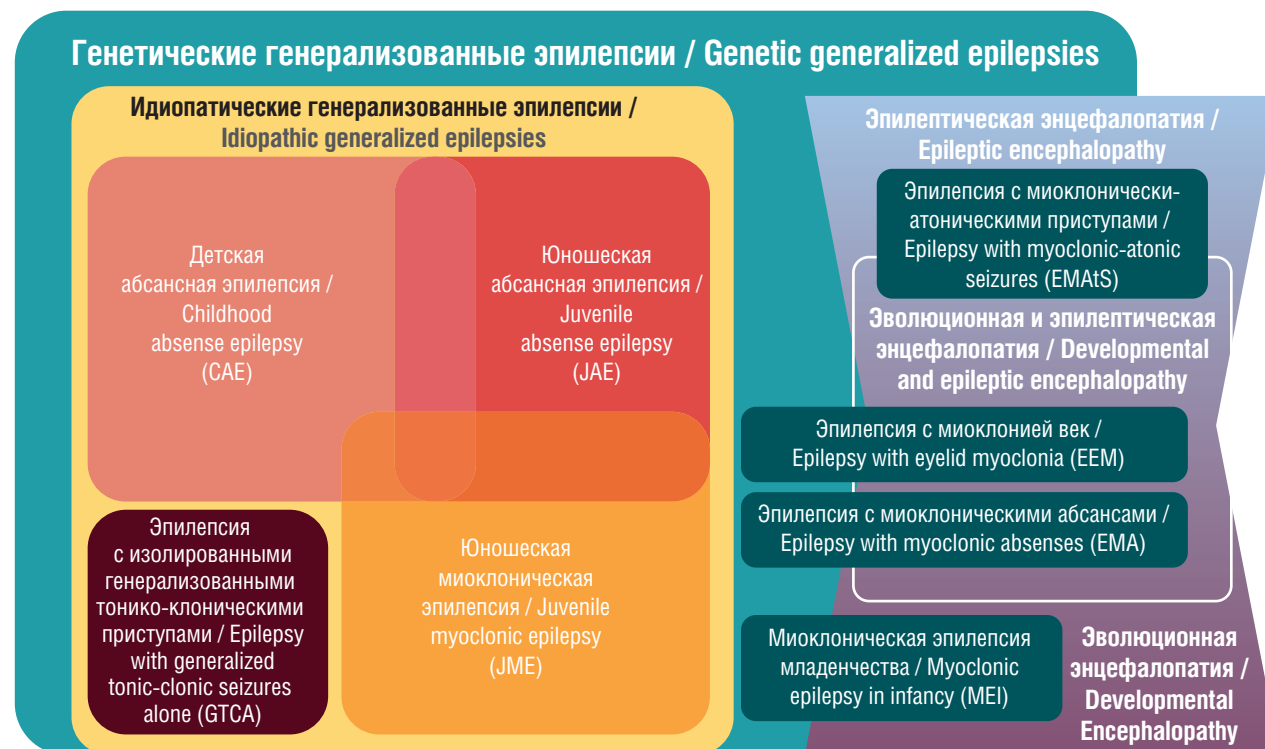 Генетические генерализованные эпилепсии / Genetic generalized epilepsies
Идиопатические генерализованные эпилепсии /
Idiopathic generalized epilepsies
Детская
абсансная эпилепсия /
Childhood
absense epilepsy
(CAE)
Юношеская
абсансная эпилепсия /
Juvenile
absense epilepsy
(JAE)
Эпилепсия
с изолированными
генерализованными
тонико-клоническими
приступами / Epilepsy
with generalized
tonic-clonic seizures
alone (GTCA)
Юношеская
миоклоническая
эпилепсия / Juvenile
myoclonic epilepsy
(JME)
Эпилептическая энцефалопатия /
Epileptic encephalopathy
Эпилепсия с миоклонически-
атоническими приступами /
Epilepsy with myoclonic-atonic
seizures (EMAtS)
Эволюционная и эпилептическая
энцефалопатия / Developmental
and epileptic encephalopathy
Эпилепсия с миоклонией век /
Epilepsy with eyelid myoclonia (EEM)
Эпилепсия с миоклоническими абсансами /
Epilepsy with myoclonic absenses (EMA)
Миоклоническая эпилепсия
младенчества / Myoclonic
epilepsy in infancy (MEI)
Эволюционная
энцефалопатия /
Developmental
Encephalopathy